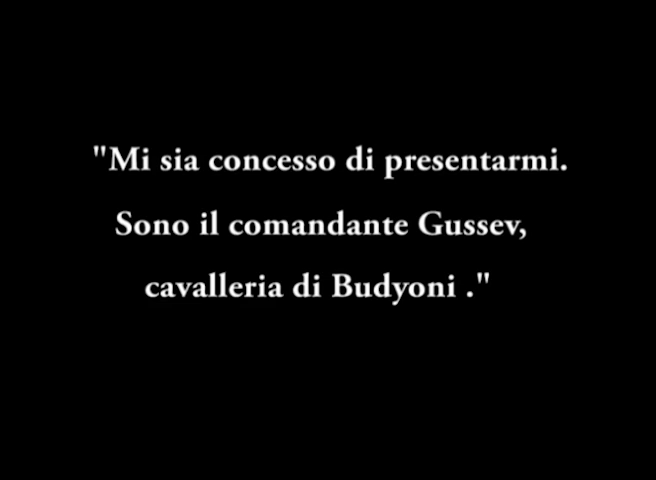 "Mi sia concesso di presentarmi.
Sono il comandante Gussev,
cavalleria di Budyoni ."